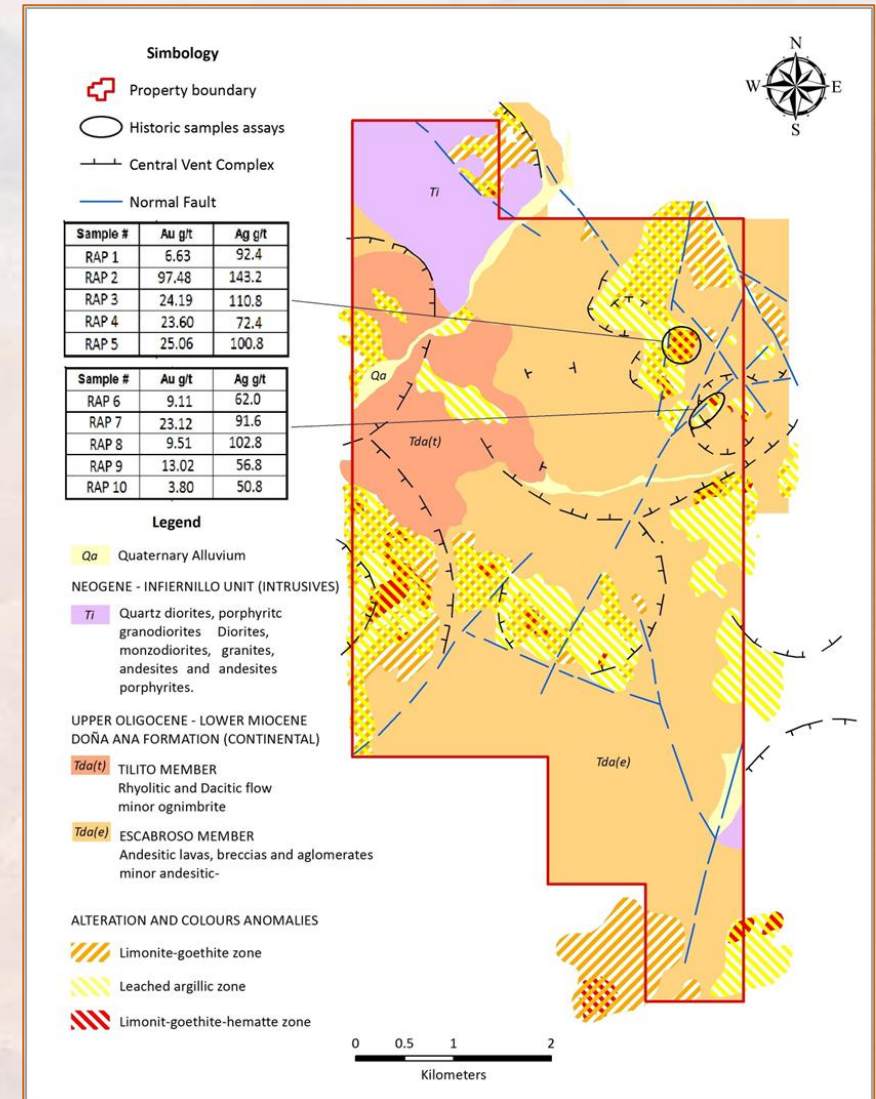 Simbology
Property boundary
Historic samples assays
Central Vent Complex
Normal Fault
Sample # Au g/t Ag g/t
RAP 1 6.63 92.4
RAP 2 97.48 143.2
RAP 3 24.19 110.8
RAP 4 23.60 72.4
RAP 5 25.06 100.8
Sample # Au g/t Ag g/t
RAP 6 9.11 62.0
RAP 7 23.12 91.6
RAP 8 9.51 102.8
RAP 9 13.02 56.8
RAP 10 3.80 50.8
Legend
Qa Quaternary Alluvium
NEOGENE - INFIERNILLO UNIT (INTRUSIVES)
Ti Quartz diorites, porphyritc
granodiorites Diorites,
monzodiorites, granites,
andesites and andesites
porphyrites.
UPPER OLIGOCENE - LOWER MIOCENE
DOÑA ANA FORMATION (CONTINENTAL)
Tda(t) TILITO MEMBER
Rhyolitic and Dacitic flow
minor ognimbrite
Tda(e) ESCABROSO MEMBER
Andesitic lavas, breccias and aglomerates
minor andesitic-
ALTERATION AND COLOURS ANOMALIES
Limonite-goethite zone
Leached argillic zone
Limonit-goethite-hematte zone
N
W E
S
Ti
Qa
Tda(t)
Tda(e)
0 0.5 1 2
Kilometers